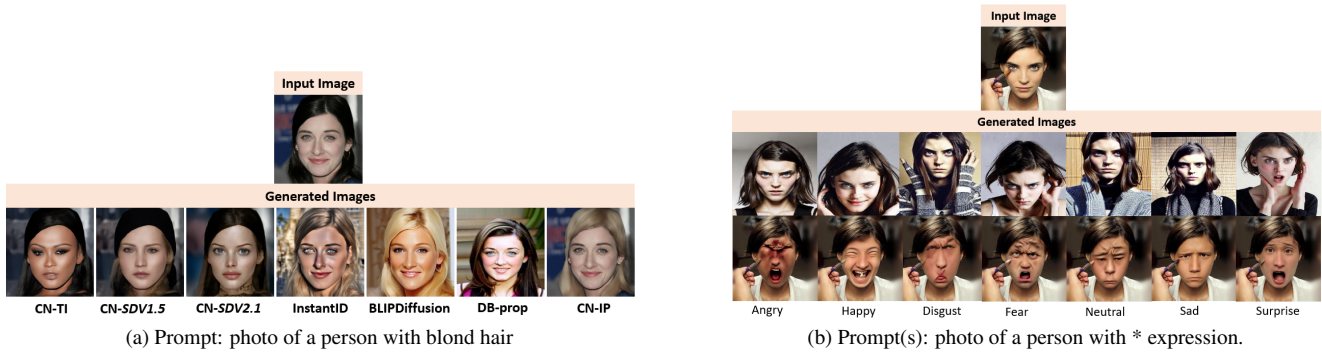 Input Image
Generated Images
CN-TI CN-SDV1.5 CN-SDV2.1 InstantID BLIPDiffusion DB-prop CN-IP
(a) Prompt: photo of a person with blond hair
Input Image
Generated Images
Angry Happy Disgust Fear Neutral Sad Surprise
(b) Prompt(s): photo of a person with * expression.